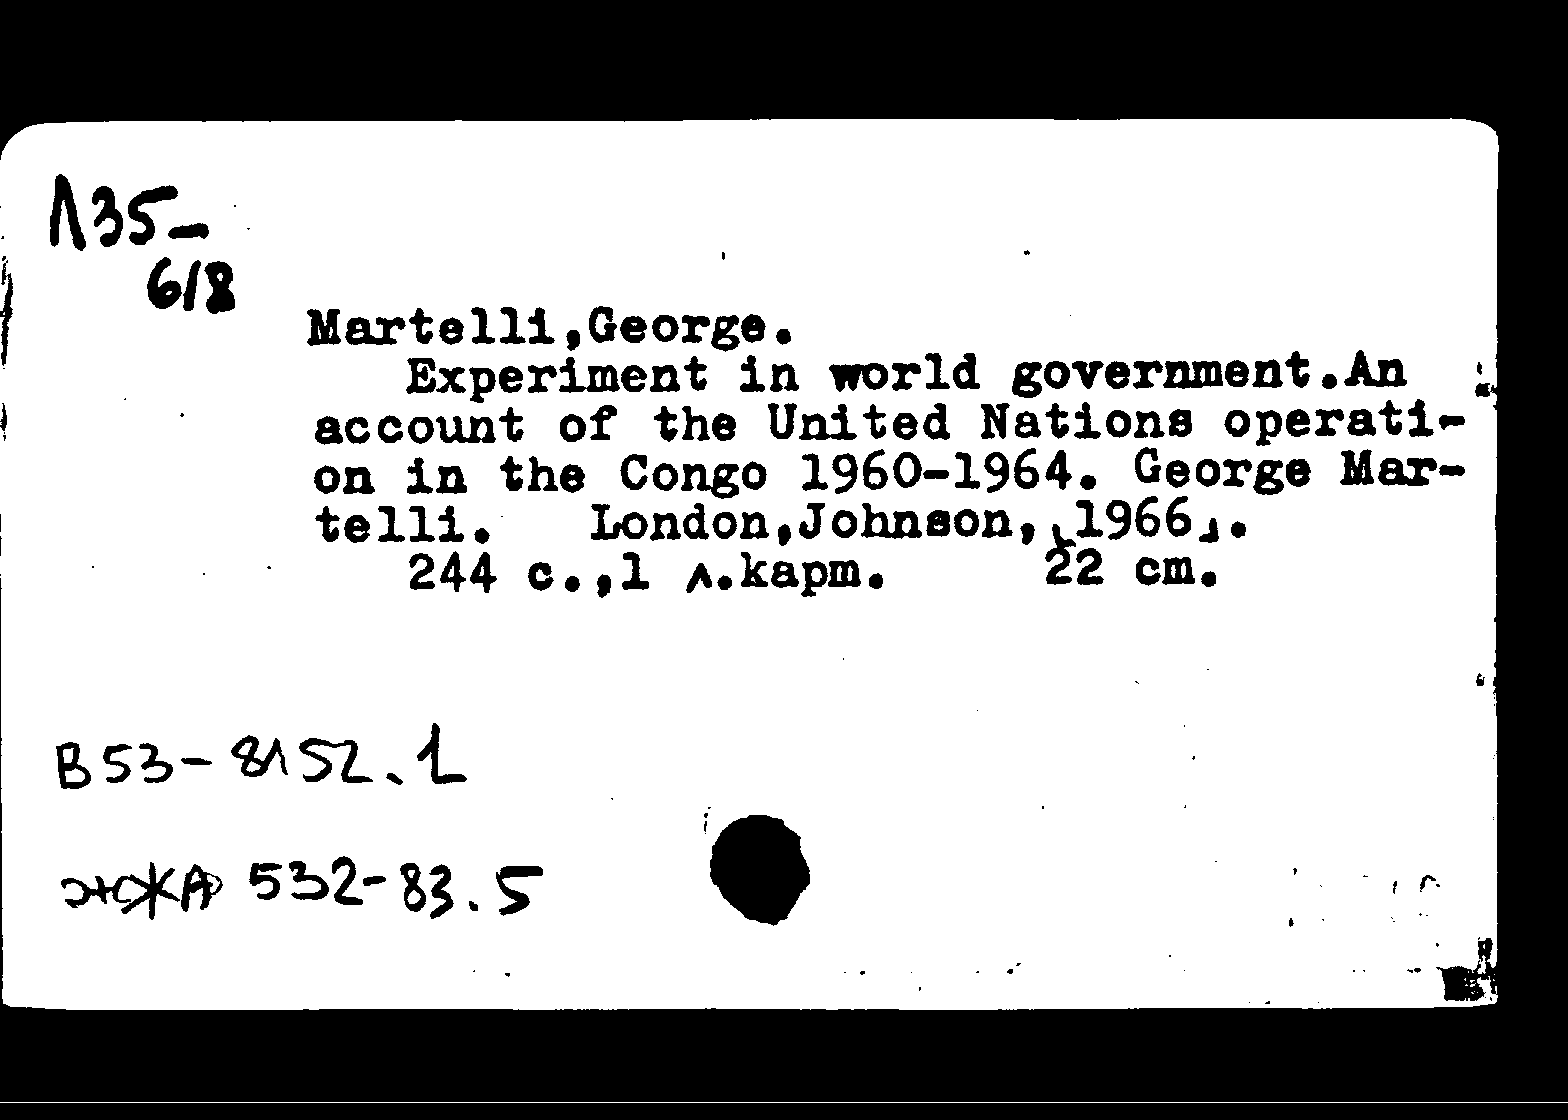 Л35-
6/8
Martelli,George.
Experiment in world government.An
account of the United Nations operati-
on in the Congo 1960-1964. George Mar-
telli. London,Johnson,[1966].
244 c.,1 л.карт. 22 cm.
B53-8152.1
ЖА 532-83.5